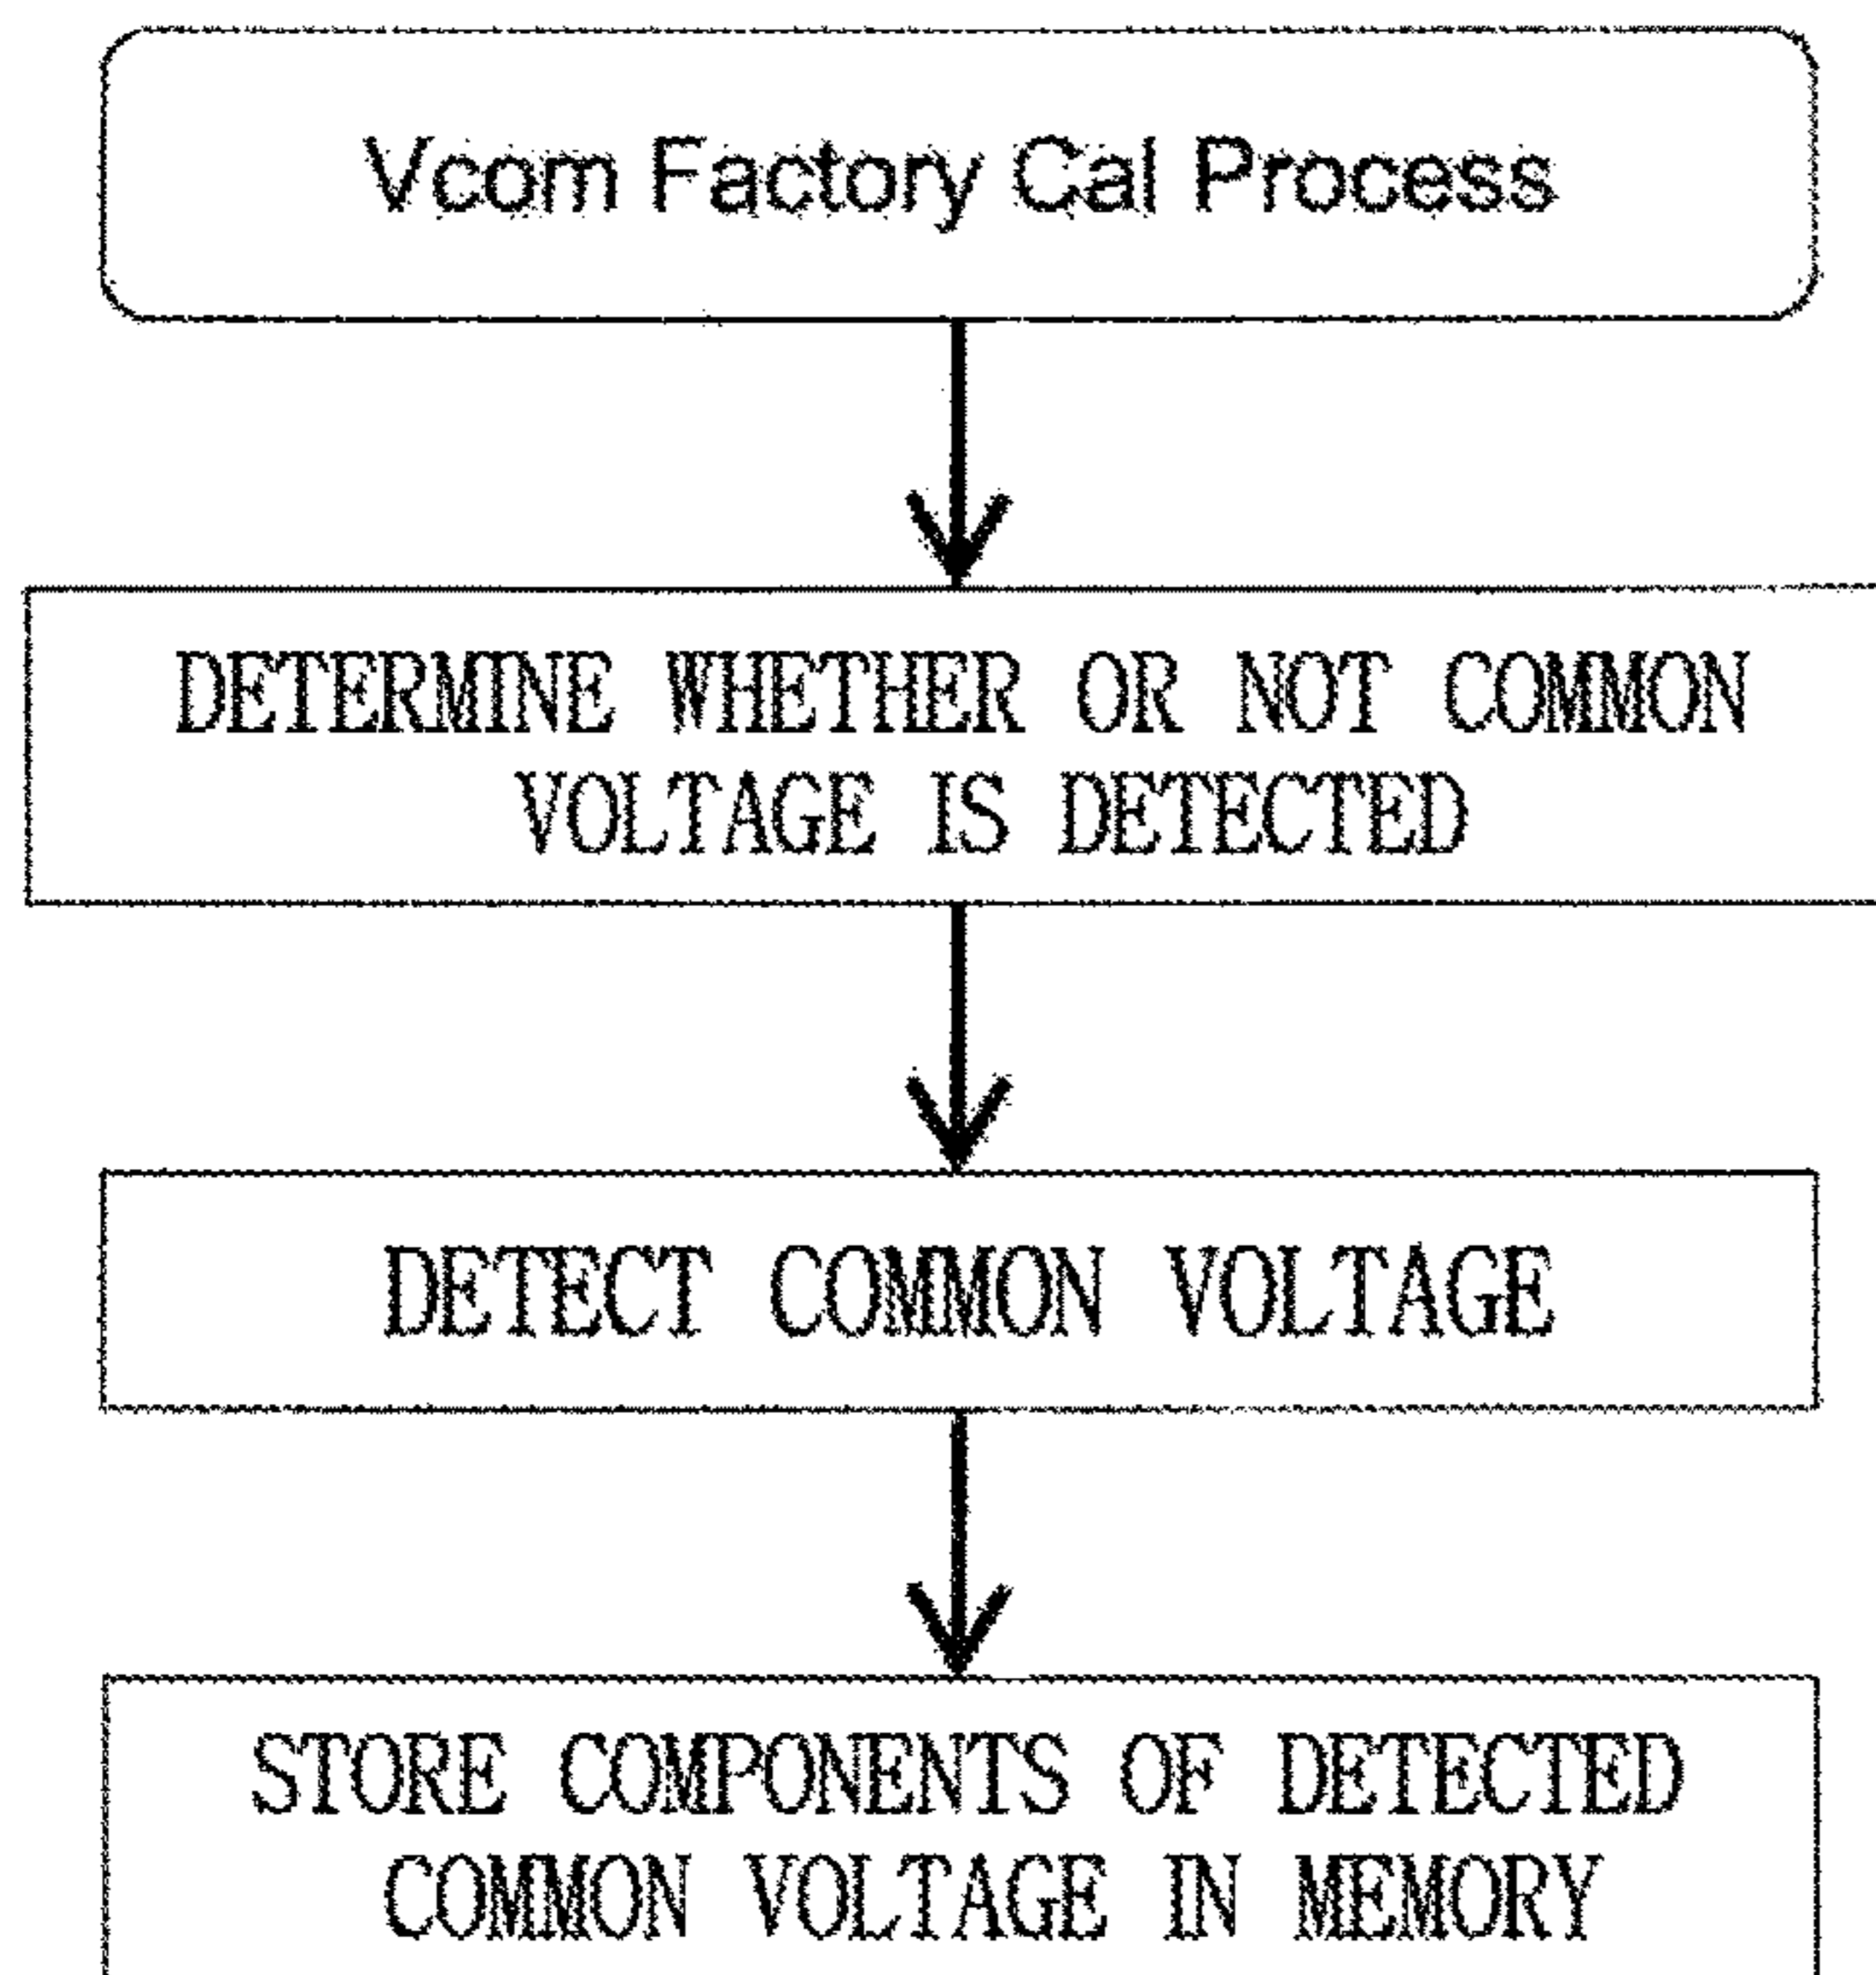 Vcom Factory Cal Process
DETERMINE WHETHER OR NOT COMMON
VOLTAGE IS DETECTED
DETECT COMMON VOLTAGE
STORE COMPONENTS OF DETECTED
COMMON VOLTAGE IN MEMORY